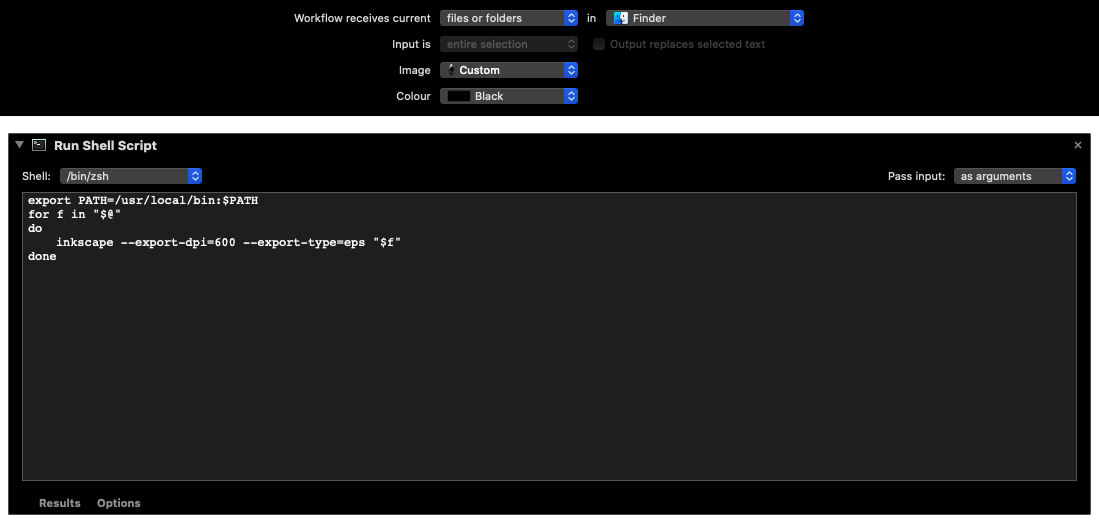 Workflow receives current files or folders in Finder
Input is entire selection Output replaces selected text
Image Custom
Colour Black
Run Shell Script
Shell: /bin/zsh Pass input: as arguments
export PATH=/usr/local/bin:$PATH
for f in "$@"
do
    inkscape --export-dpi=600 --export-type=eps "$f"
done
Results Options